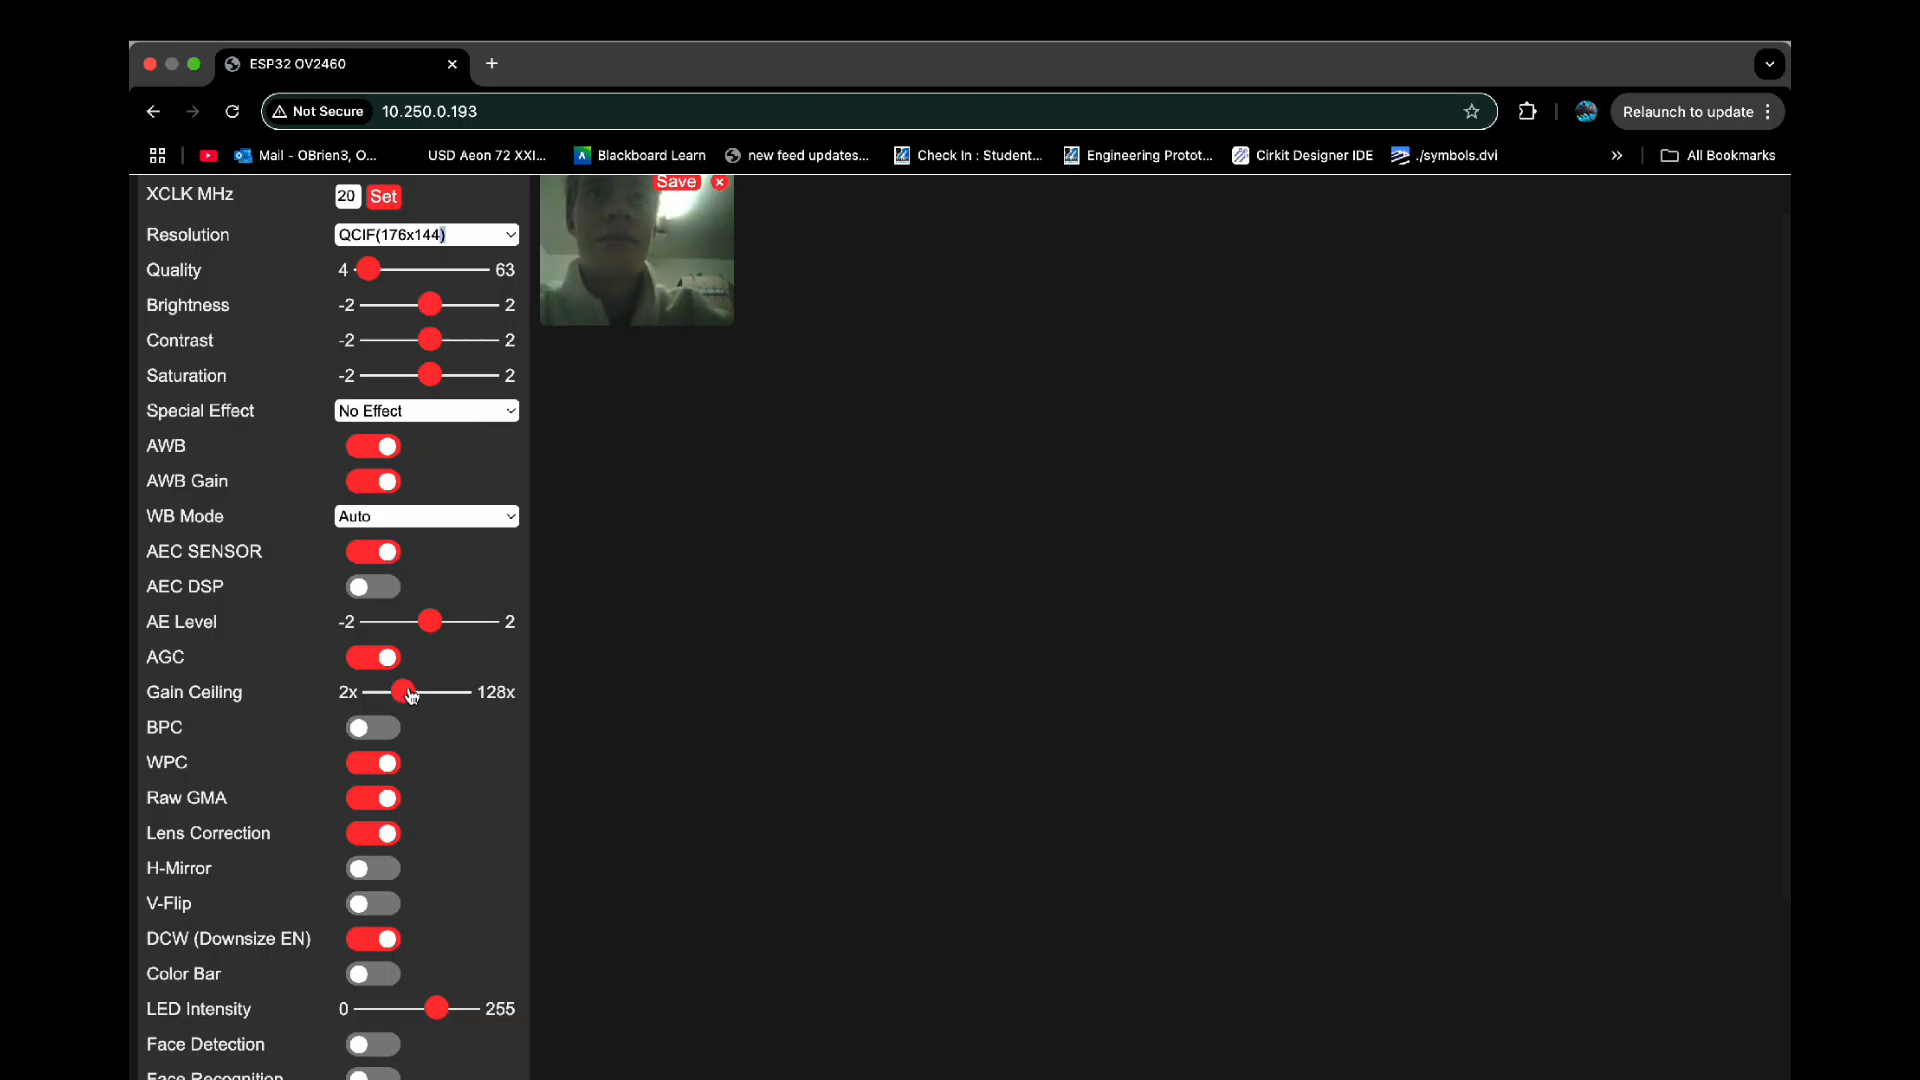 ESP32 OV2460
Not Secure 10.250.0.193 Relaunch to update
Mail - OBrien3, O... USD Aeon 72 XXI... Blackboard Learn new feed updates... Check In : Student... Engineering Protot... Cirkit Designer IDE ./symbols.dvi » All Bookmarks
XCLK MHz 20 Set
Save
Resolution QCIF(176x144)
Quality 4 63
Brightness -2 2
Contrast -2 2
Saturation -2 2
Special Effect No Effect
AWB
AWB Gain
WB Mode Auto
AEC SENSOR
AEC DSP
AE Level -2 2
AGC
Gain Ceiling 2x 128x
BPC
WPC
Raw GMA
Lens Correction
H-Mirror
V-Flip
DCW (Downsize EN)
Color Bar
LED Intensity 0 255
Face Detection
Face Recognition